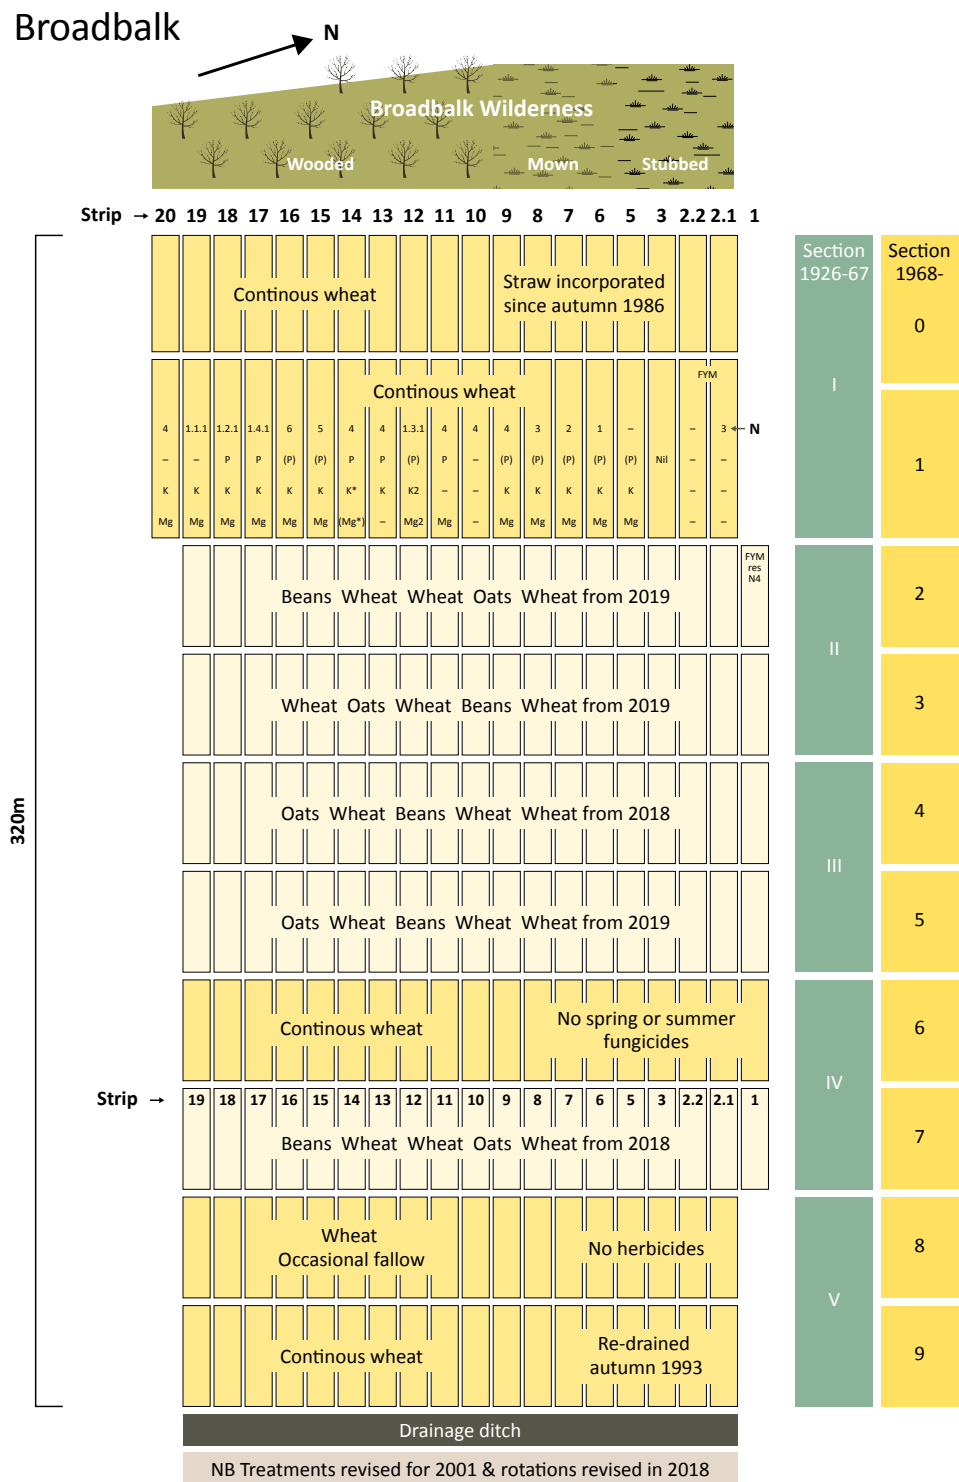 Broadbalk
N
Broadbalk Wilderness
Wooded Mown Stubbed
Strip → 20 19 18 17 16 15 14 13 12 11 10 9 8 7 6 5 3 2.2 2.1 1
Section 1926-67
Section 1968-
Continous wheat
Straw incorporated
since autumn 1986
0
I
Continous wheat
FYM
4 1.1.1 1.2.1 1.4.1 6 5 4 4 1.3.1 4 4 4 3 2 1 – – 3 ← N
– – P P (P) (P) P P (P) P – (P) (P) (P) (P) (P) Nil – –
K K K K K K K* K K2 – – K K K K K – –
Mg Mg Mg Mg Mg Mg (Mg*) – Mg2 Mg – Mg Mg Mg Mg Mg – –
1
FYM
res
N4
Beans Wheat Wheat Oats Wheat from 2019
2
II
Wheat Oats Wheat Beans Wheat from 2019
3
320m
Oats Wheat Beans Wheat Wheat from 2018
4
III
Oats Wheat Beans Wheat Wheat from 2019
5
Continous wheat
No spring or summer
fungicides
6
IV
Strip → 19 18 17 16 15 14 13 12 11 10 9 8 7 6 5 3 2.2 2.1 1
Beans Wheat Wheat Oats Wheat from 2018
7
Wheat
Occasional fallow
No herbicides
8
V
Continous wheat
Re-drained
autumn 1993
9
Drainage ditch
NB Treatments revised for 2001 & rotations revised in 2018